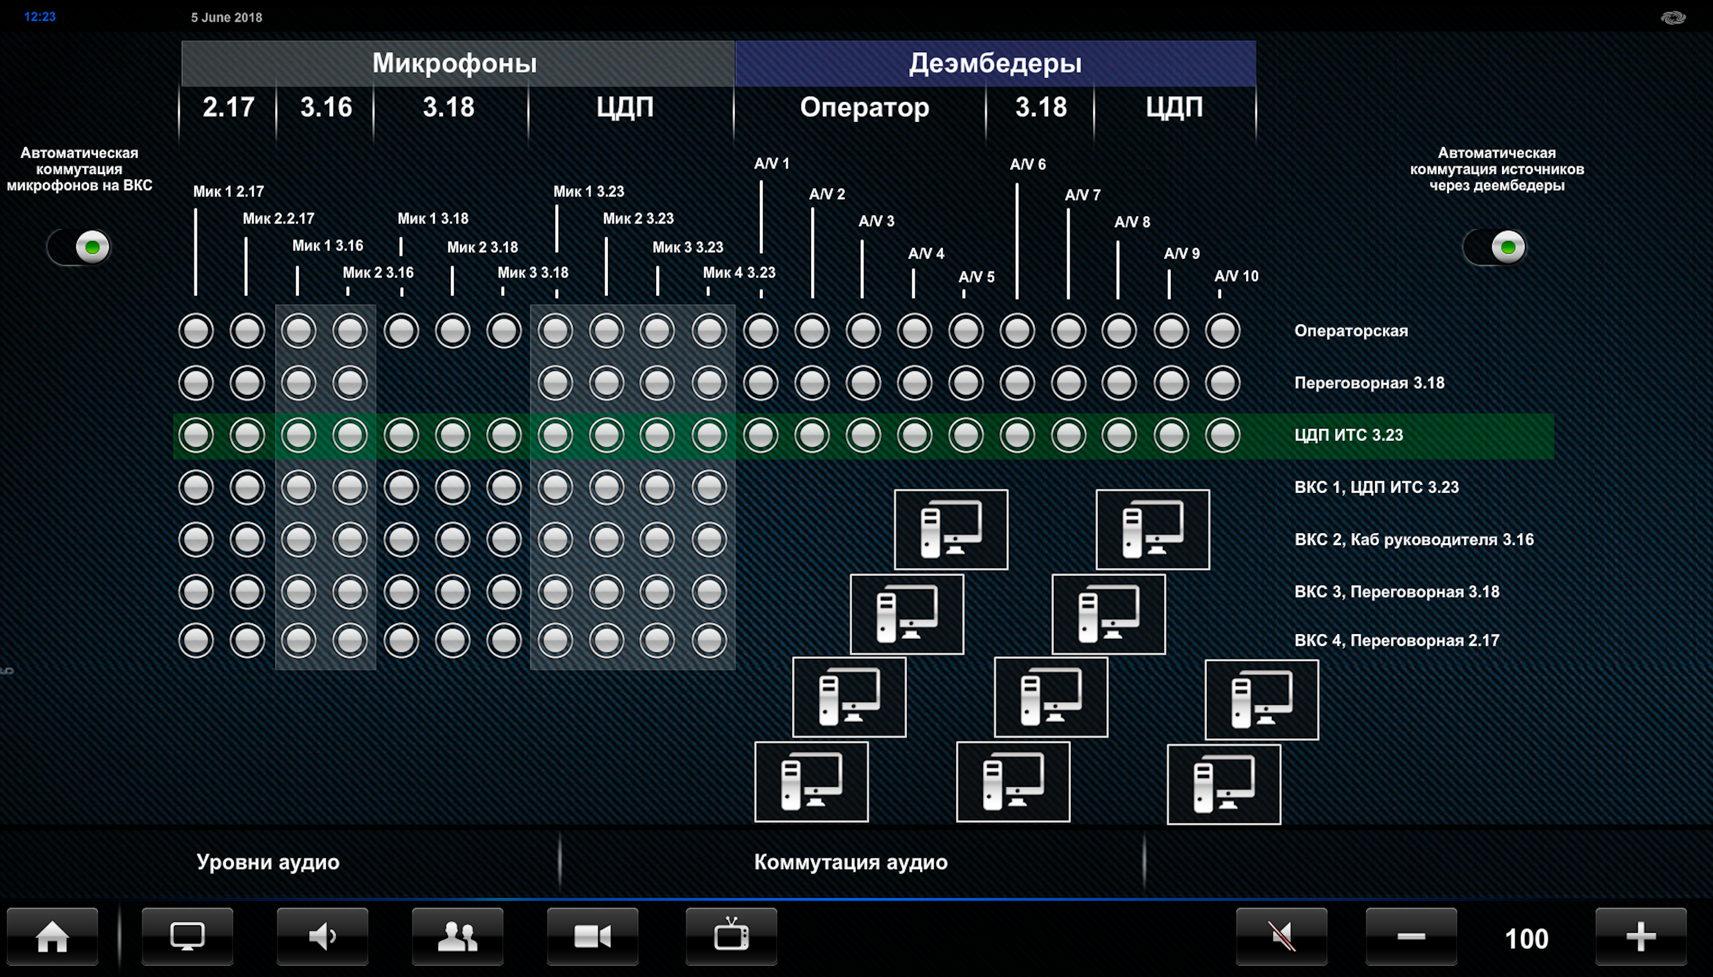 12:23
5 June 2018
Микрофоны
Деэмбедеры
2.17
3.16
3.18
ЦДП
Оператор
3.18
ЦДП
Автоматическая
коммутация
микрофонов на ВКС
Автоматическая
коммутация источников
через деембедеры
Мик 1 2.17
Мик 2.2.17
Мик 1 3.16
Мик 2 3.16
Мик 1 3.18
Мик 2 3.18
Мик 3 3.18
Мик 1 3.23
Мик 2 3.23
Мик 3 3.23
Мик 4 3.23
A/V 1
A/V 2
A/V 3
A/V 4
A/V 5
A/V 6
A/V 7
A/V 8
A/V 9
A/V 10
Операторская
Переговорная 3.18
ЦДП ИТС 3.23
ВКС 1, ЦДП ИТС 3.23
ВКС 2, Каб руководителя 3.16
ВКС 3, Переговорная 3.18
ВКС 4, Переговорная 2.17
Уровни аудио
Коммутация аудио
100